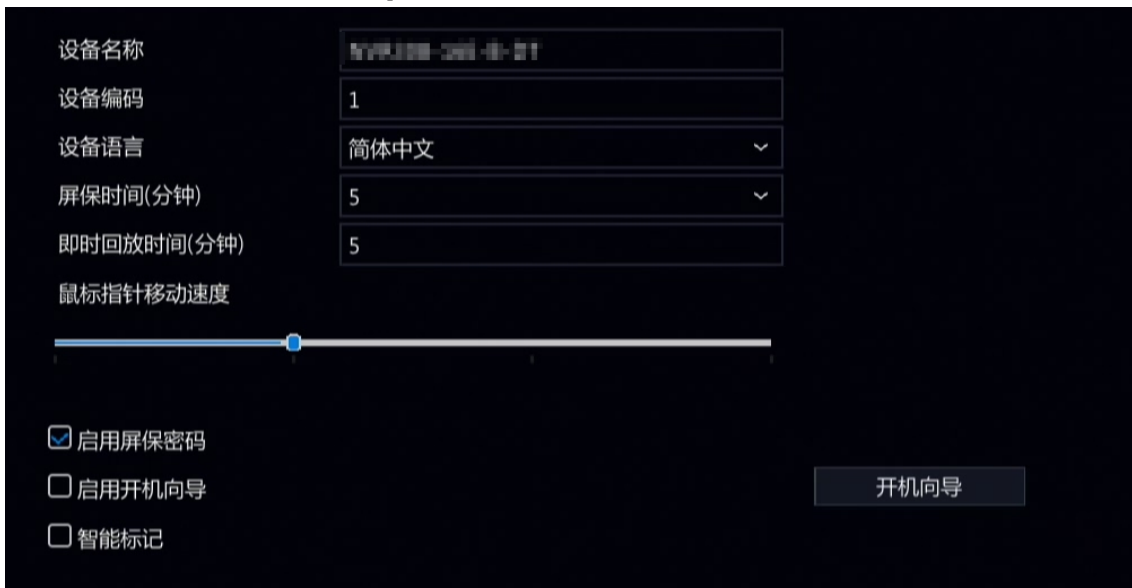 设备名称
设备编码 1
设备语言 简体中文
屏保时间(分钟) 5
即时回放时间(分钟) 5
鼠标指针移动速度
启用屏保密码
启用开机向导 开机向导
智能标记